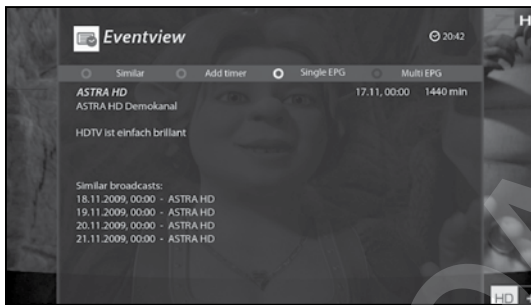 Eventview
20:42
Similar Add timer Single EPG Multi EPG
ASTRA HD 17.11, 00:00 1440 min
ASTRA HD Demokanal
HDTV ist einfach brillant
Similar broadcasts:
18.11.2009, 00:00 - ASTRA HD
19.11.2009, 00:00 - ASTRA HD
20.11.2009, 00:00 - ASTRA HD
21.11.2009, 00:00 - ASTRA HD
HD